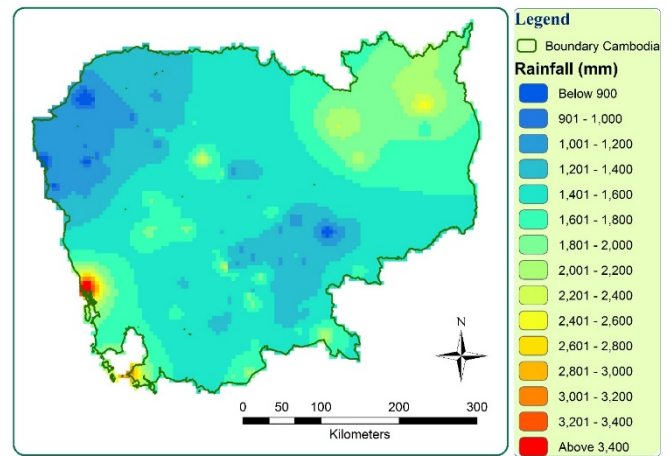 Legend
Boundary Cambodia
Rainfall (mm)
Below 900
901 - 1,000
1,001 - 1,200
1,201 - 1,400
1,401 - 1,600
1,601 - 1,800
1,801 - 2,000
2,001 - 2,200
2,201 - 2,400
2,401 - 2,600
2,601 - 2,800
2,801 - 3,000
3,001 - 3,200
3,201 - 3,400
Above 3,400
N
0 50 100 200 300
Kilometers